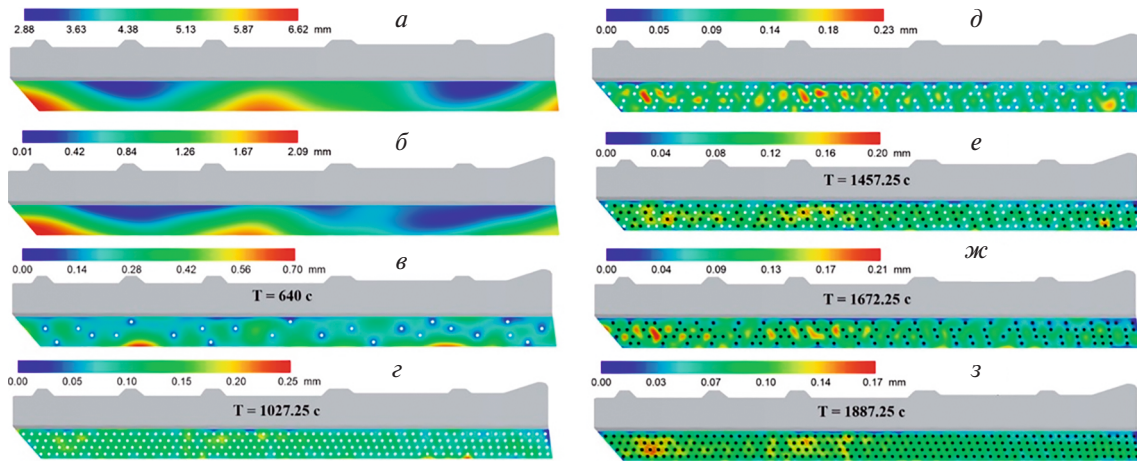 а
2.88 3.63 4.38 5.13 5.87 6.62 mm
б
0.01 0.42 0.84 1.26 1.67 2.09 mm
в
0.00 0.14 0.28 0.42 0.56 0.70 mm
T = 640 c
г
0.00 0.05 0.10 0.15 0.20 0.25 mm
T = 1027.25 c
д
0.00 0.05 0.09 0.14 0.18 0.23 mm
е
0.00 0.04 0.08 0.12 0.16 0.20 mm
T = 1457.25 c
ж
0.00 0.04 0.09 0.13 0.17 0.21 mm
T = 1672.25 c
з
0.00 0.03 0.07 0.10 0.14 0.17 mm
T = 1887.25 c